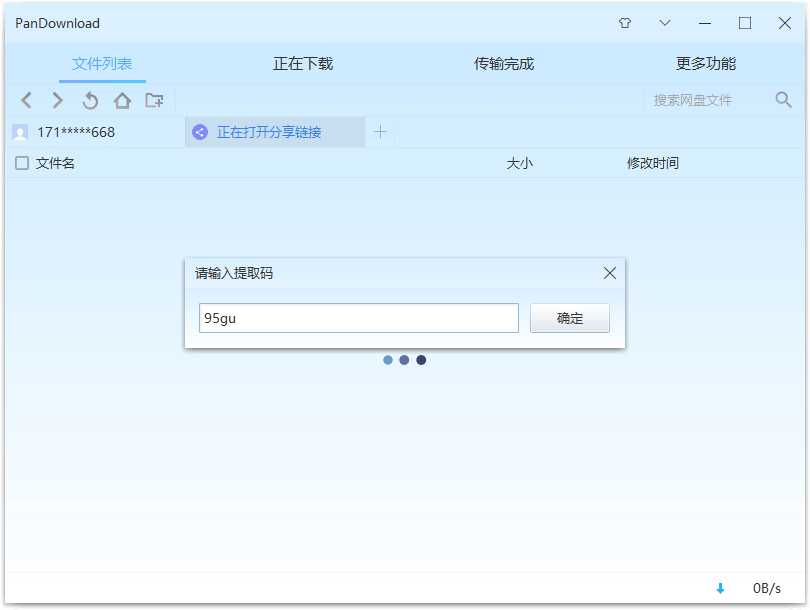 PanDownload
文件列表 正在下载 传输完成 更多功能
搜索网盘文件
171*****668 正在打开分享链接
文件名 大小 修改时间
请输入提取码
95gu 确定
0B/s